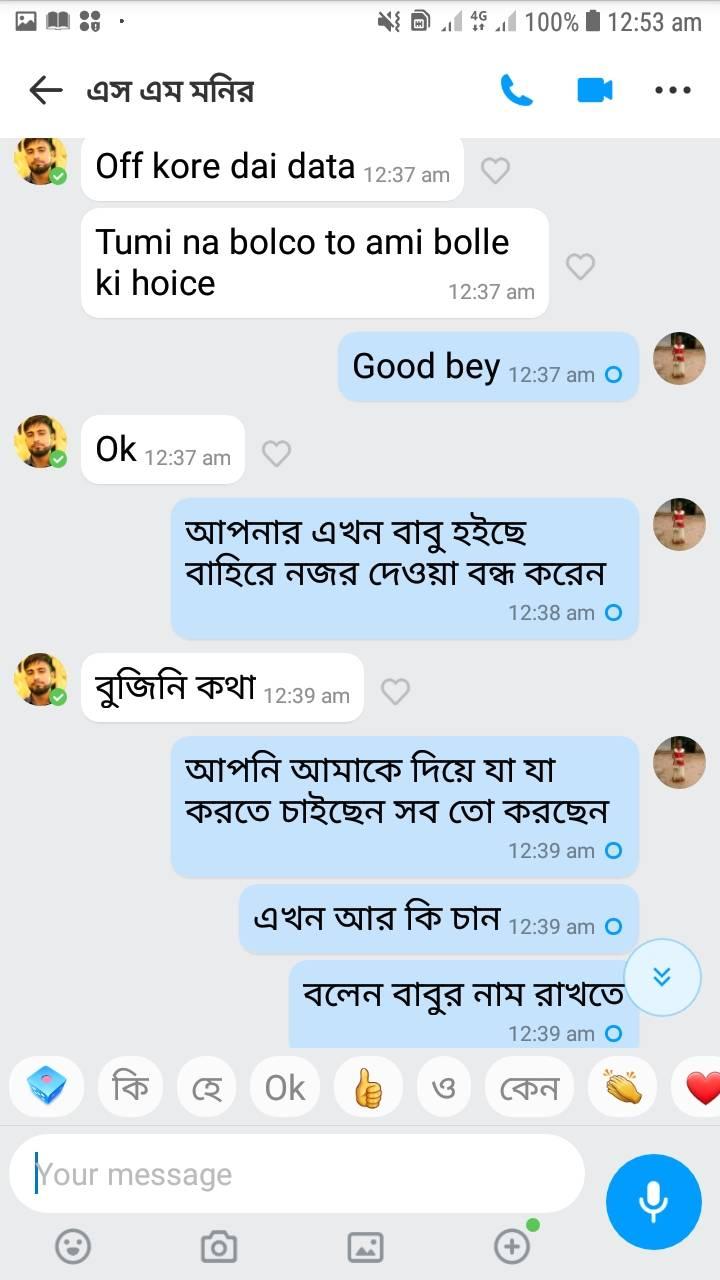 4G 100% 12:53 am
এস এম মনির
Off kore dai data 12:37 am
Tumi na bolco to ami bolle
ki hoice 12:37 am
Good bey 12:37 am
Ok 12:37 am
আপনার এখন বাবু হইছে
বাহিরে নজর দেওয়া বন্ধ করেন
12:38 am
বুজিনি কথা 12:39 am
আপনি আমাকে দিয়ে যা যা
করতে চাইছেন সব তো করছেন
12:39 am
এখন আর কি চান 12:39 am
বলেন বাবুর নাম রাখতে
12:39 am
কি হে Ok ও কেন
Your message